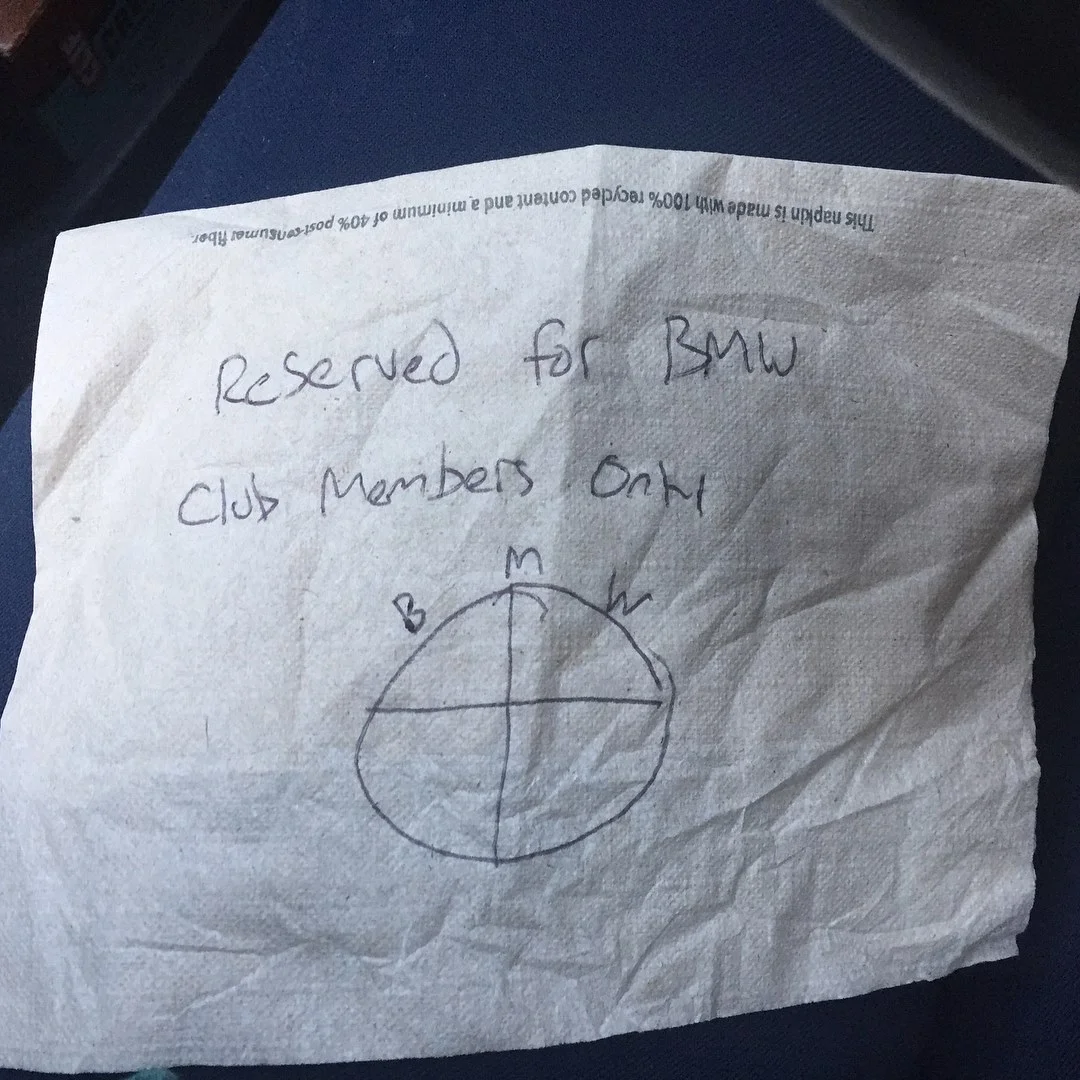 This napkin is made with 100% recycled content and a minimum of 40% post-consumer fiber.
Reserved for BMW
Club Members Only
B M W